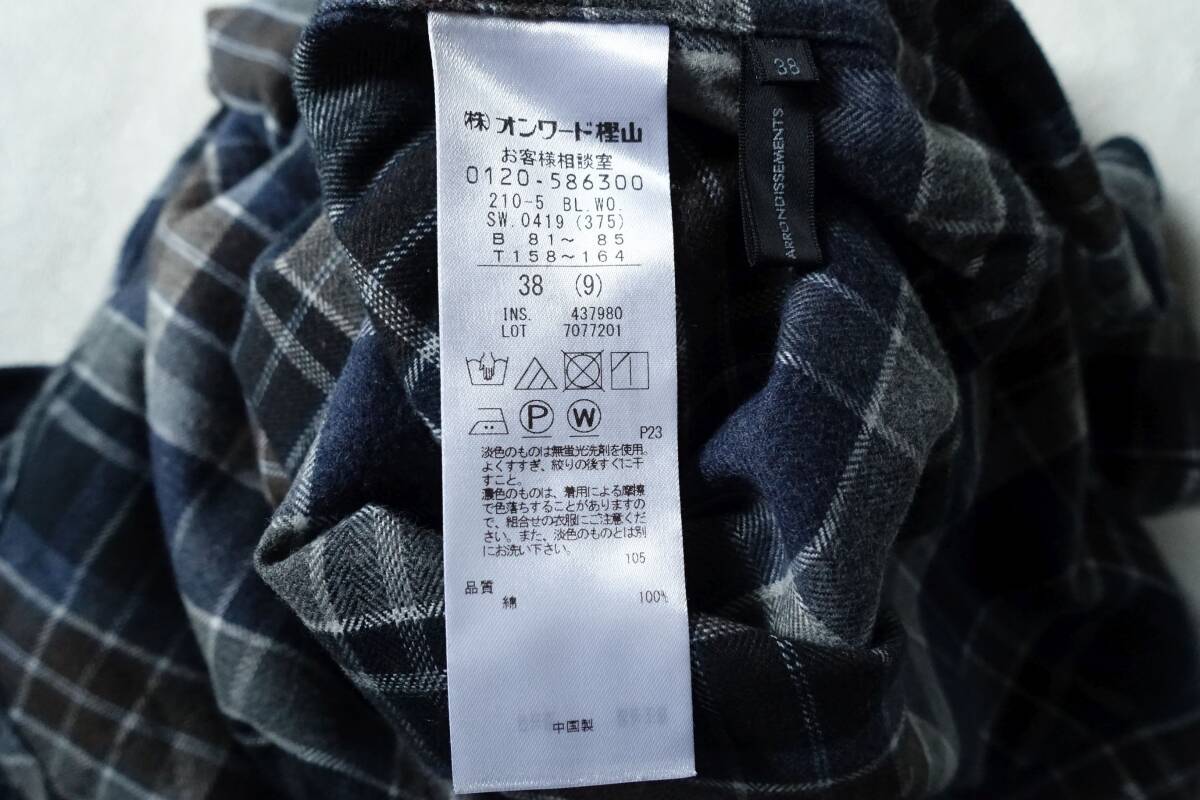 (株)オンワード樫山
お客様相談室
0120-586300
210-5 BL.WO.
SW.0419 (375)
B 81～ 85
T158～164
38 (9)
INS. 437980
LOT 7077201
P W
P23
淡色のものは無蛍光洗剤を使用。
よくすすぎ、絞りの後すぐに干
すこと。
濃色のものは、着用による摩擦
で色落ちすることがありますの
で、組合せの衣服にご注意くだ
さい。また、淡色のものとは別
にお洗い下さい。
105
品質
綿 100%
中国製
38
ARRONDISSEMENTS